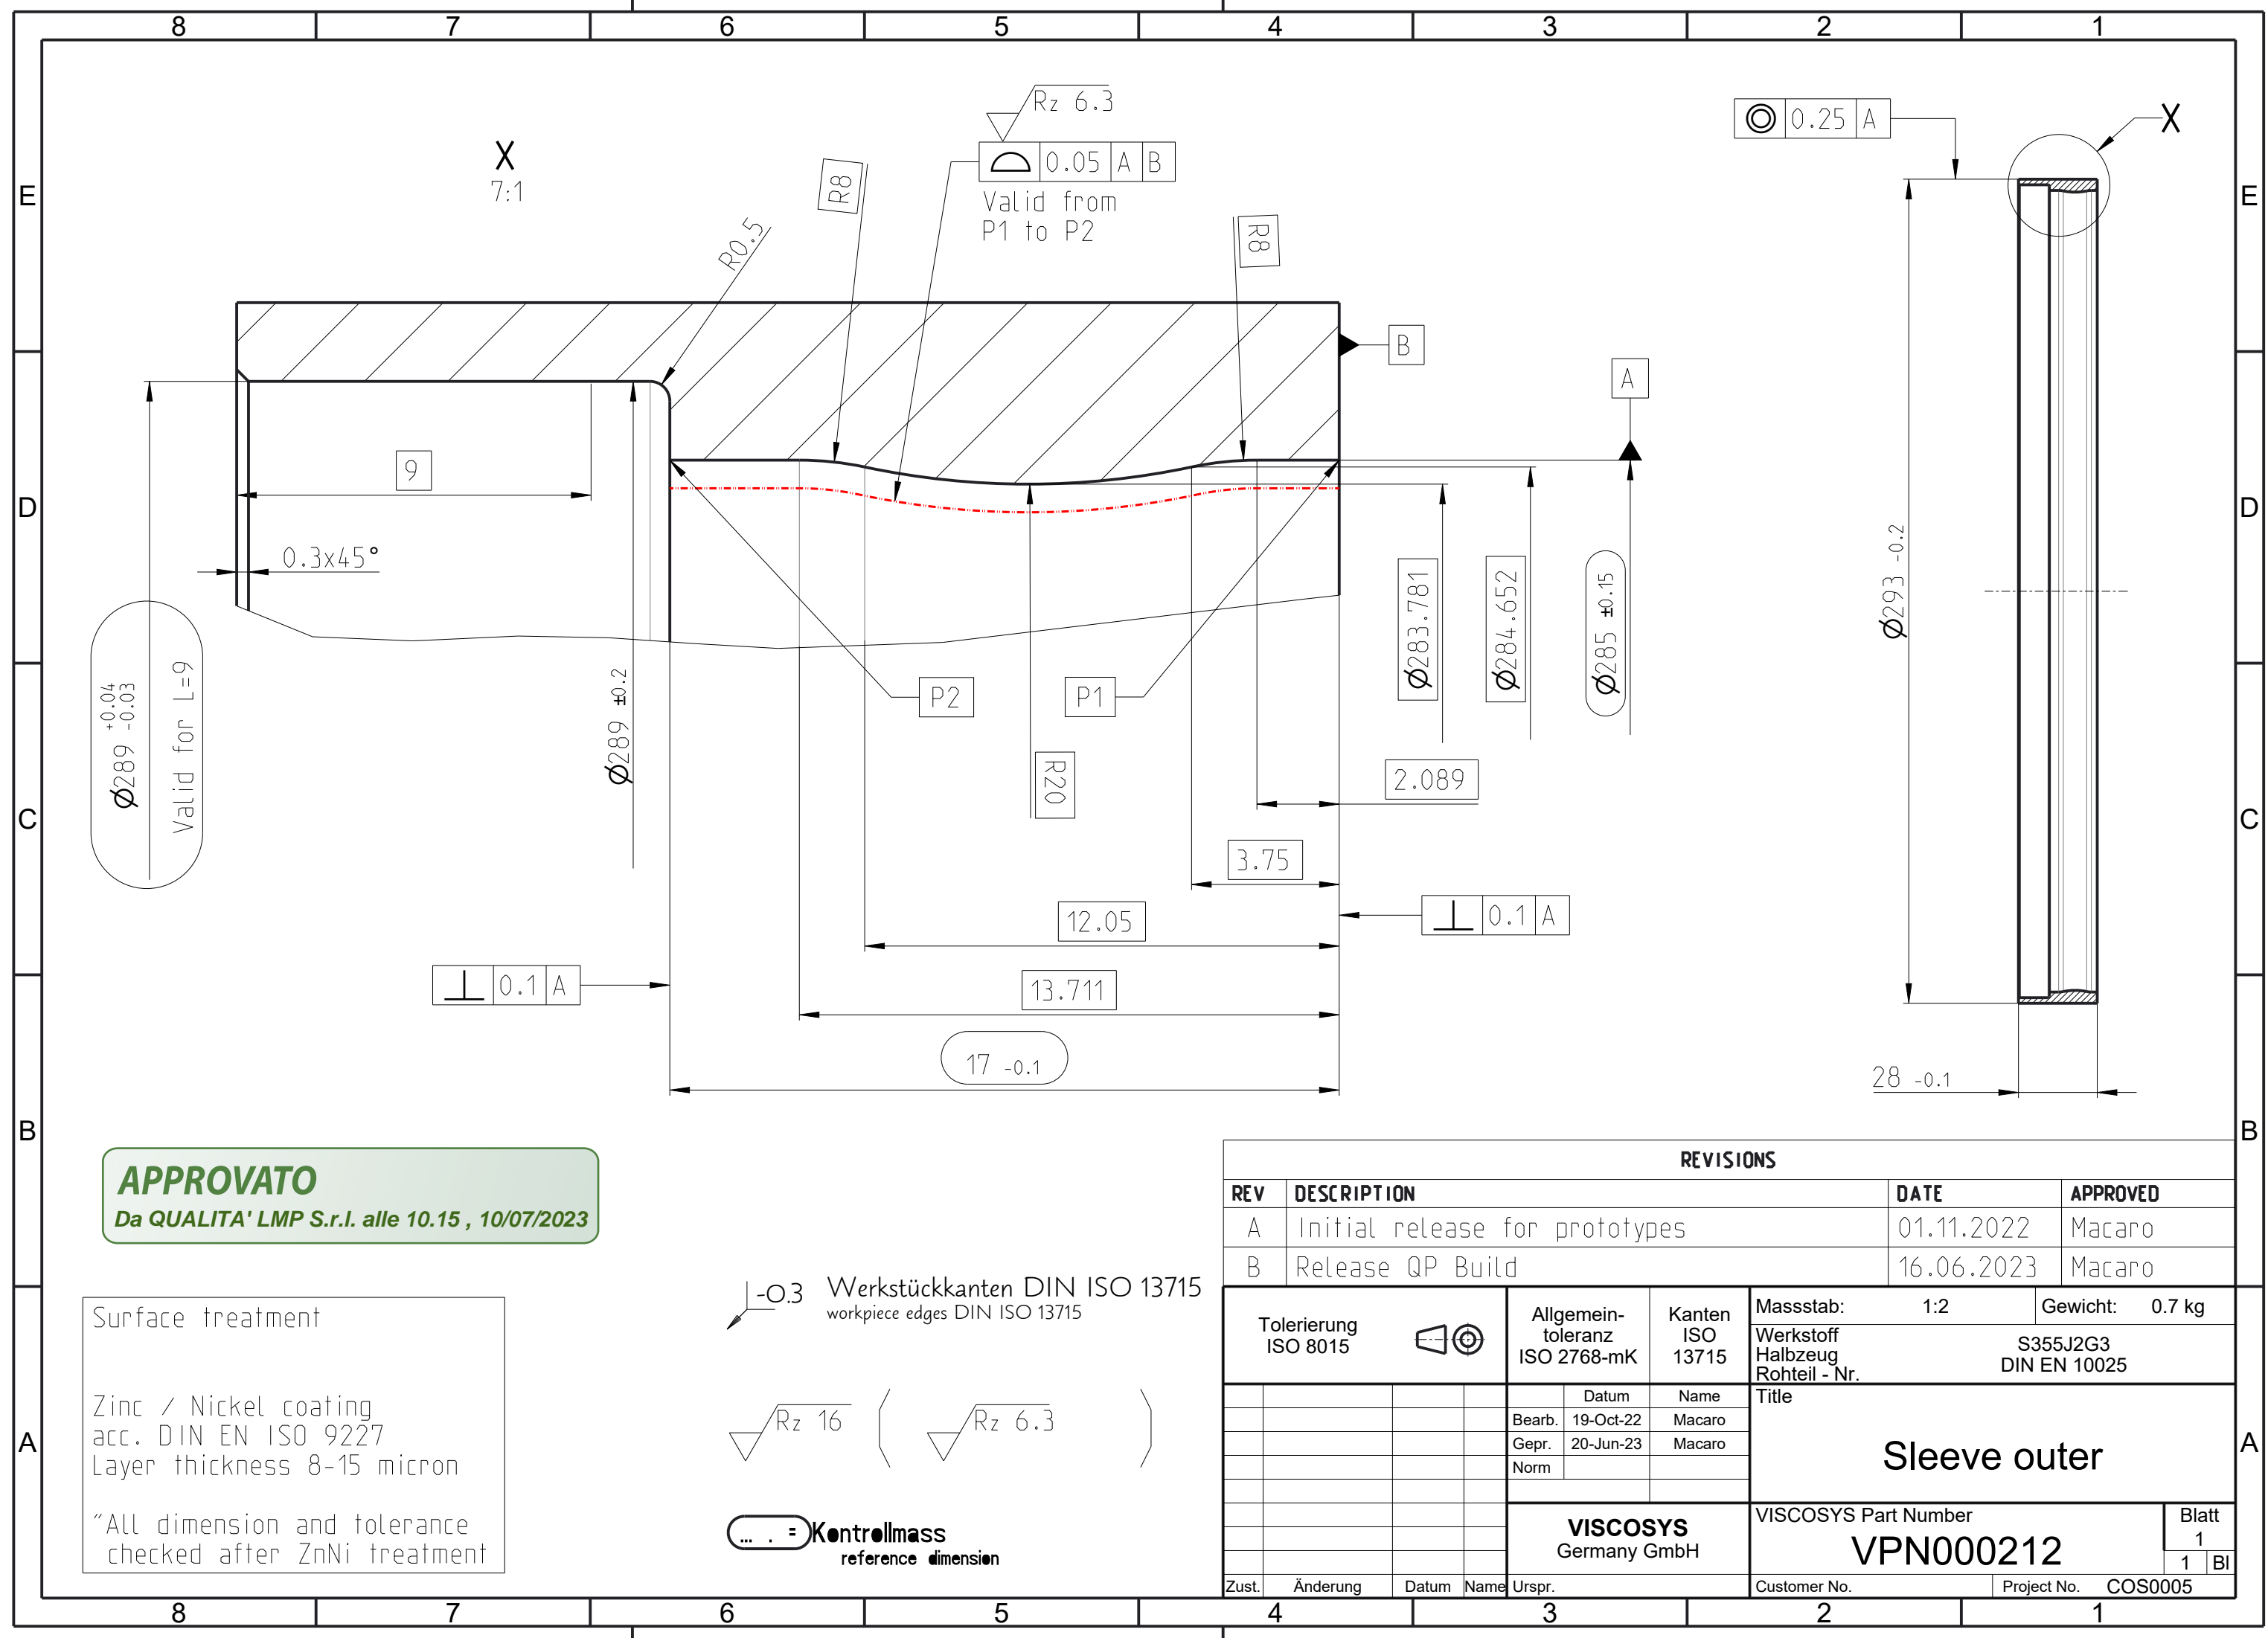 8 7 6 5 4 3 2 1
E
D
C
B
A
X
7:1
R0.5
R8
Rz 6.3
0.05 A B
Valid from
P1 to P2
R8
0.25 A
X
B
A
9
0.3x45°
Ø289 +0.04 -0.03
Valid for L=9
Ø289 ±0.2
P2
P1
R20
Ø283.781
Ø284.652
Ø285 ±0.15
Ø293 -0.2
2.089
3.75
12.05
13.711
17 -0.1
0.1 A
0.1 A
28 -0.1
APPROVATO
Da QUALITA' LMP S.r.l. alle 10.15 , 10/07/2023
Surface treatment
Zinc / Nickel coating
acc. DIN EN ISO 9227
Layer thickness 8-15 micron
"All dimension and tolerance
checked after ZnNi treatment
-0.3
Werkstückkanten DIN ISO 13715
workpiece edges DIN ISO 13715
Rz 16 ( Rz 6.3 )
... . = Kontrollmass
reference dimension
REVISIONS
REV DESCRIPTION DATE APPROVED
A Initial release for prototypes 01.11.2022 Macaro
B Release QP Build 16.06.2023 Macaro
Tolerierung
ISO 8015
Allgemein-
toleranz
ISO 2768-mK
Kanten
ISO
13715
Massstab: 1:2
Gewicht: 0.7 kg
Werkstoff
Halbzeug
Rohteil - Nr.
S355J2G3
DIN EN 10025
Datum Name
Bearb. 19-Oct-22 Macaro
Gepr. 20-Jun-23 Macaro
Norm
Title
Sleeve outer
VISCOSYS
Germany GmbH
VISCOSYS Part Number
VPN000212
Blatt
1
1 Bl
Zust. Änderung Datum Name Urspr.
Customer No.
Project No. COS0005
8 7 6 5 4 3 2 1
E
D
C
B
A